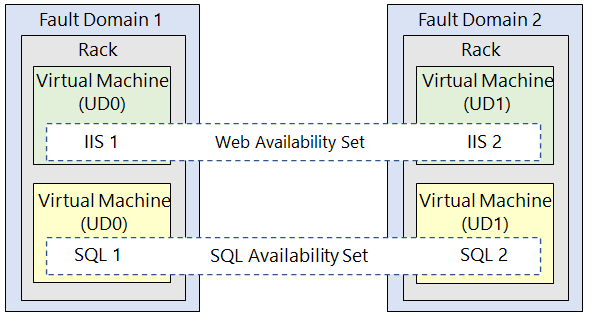 Fault Domain 1
Rack
Virtual Machine
(UD0)
IIS 1
Virtual Machine
(UD0)
SQL 1
Web Availability Set
SQL Availability Set
Fault Domain 2
Rack
Virtual Machine
(UD1)
IIS 2
Virtual Machine
(UD1)
SQL 2